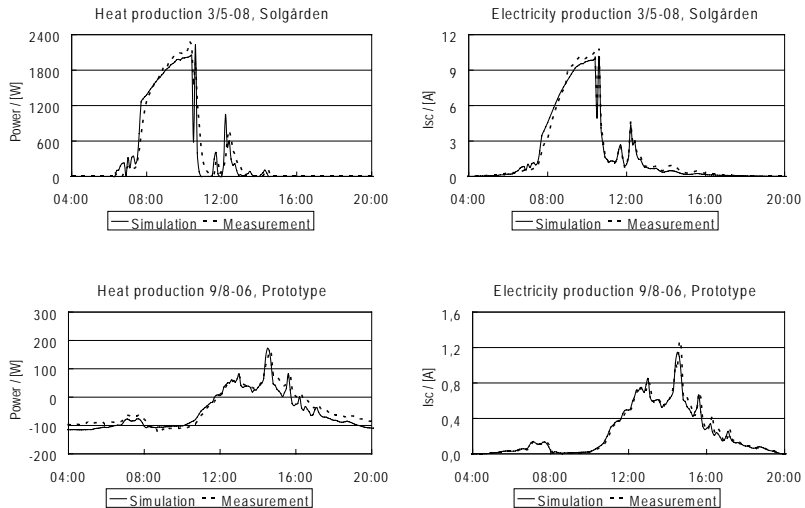 Heat production 3/5-08, Solgården
Power / [W]
2400
1800
1200
600
0
04:00 08:00 12:00 16:00 20:00
Simulation Measurement
Electricity production 3/5-08, Solgården
Isc / [A]
12
9
6
3
0
04:00 08:00 12:00 16:00 20:00
Simulation Measurement
Heat production 9/8-06, Prototype
Power / [W]
300
200
100
0
-100
-200
04:00 08:00 12:00 16:00 20:00
Simulation Measurement
Electricity production 9/8-06, Prototype
Isc / [A]
1,6
1,2
0,8
0,4
0,0
04:00 08:00 12:00 16:00 20:00
Simulation Measurement